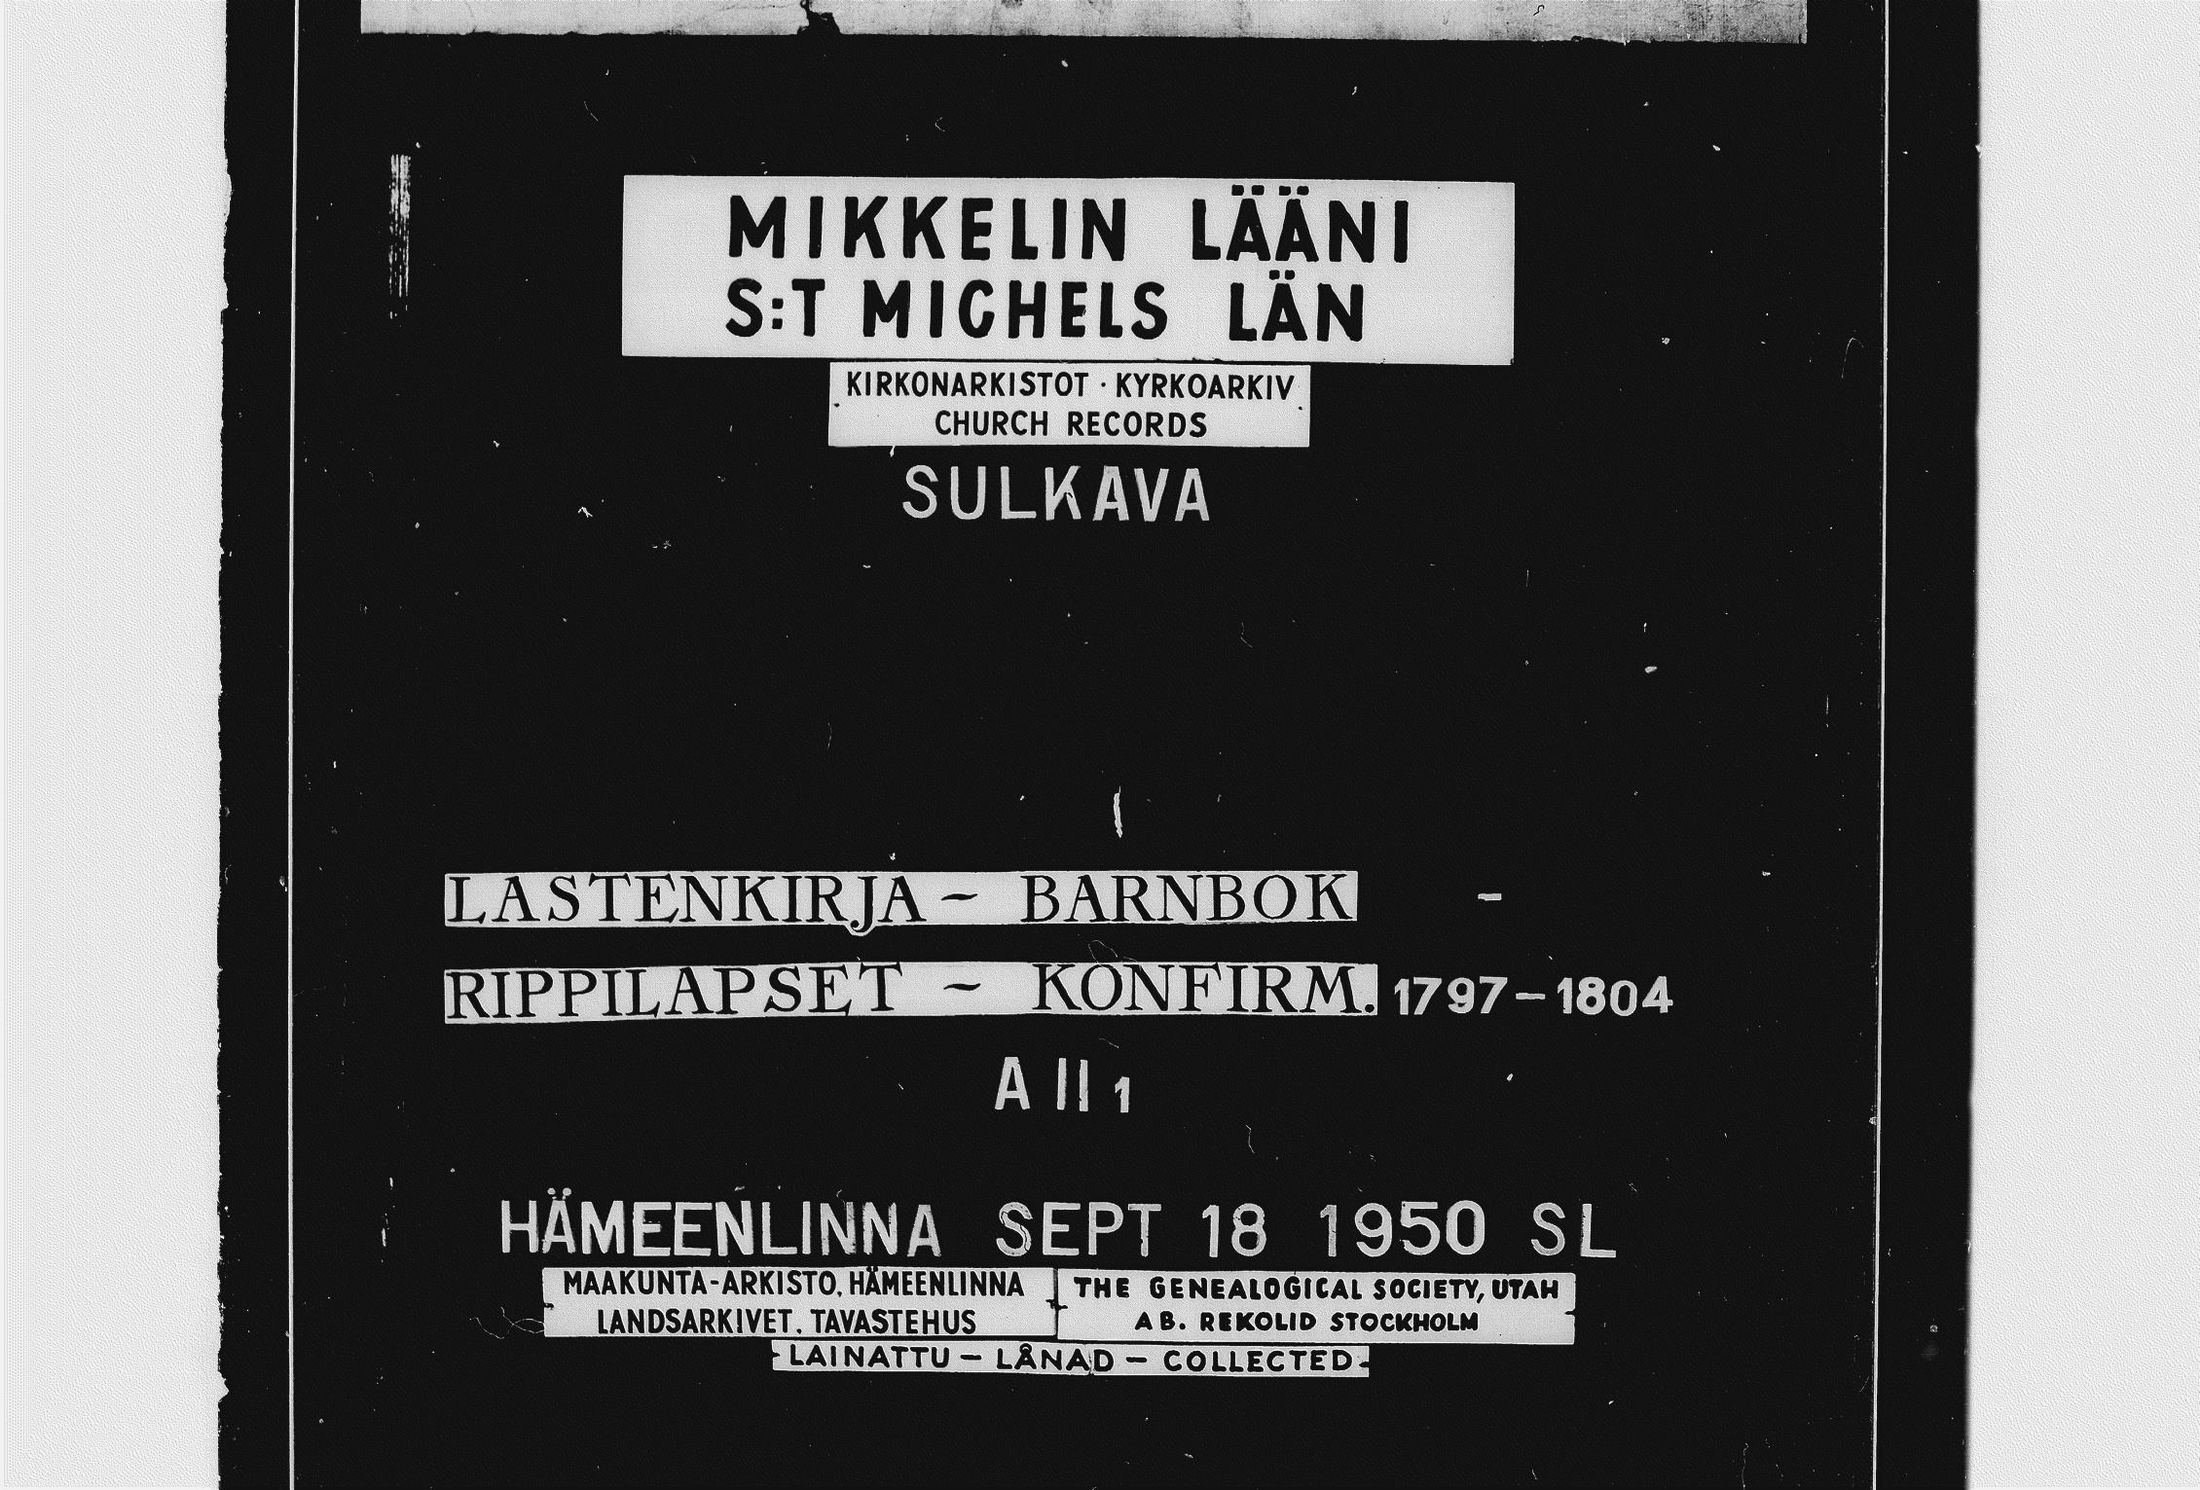 MIKKELIN LÄÄNI
S:T MICHELS LÄN
KIRKONARKISTOT · KYRKOARKIV
CHURCH RECORDS
SULKAVA
LASTENKIRJA – BARNBOK –
RIPPILAPSET – KONFIRM. 1797–1804
A II 1
HÄMEENLINNA SEPT 18 1950 SL
MAAKUNTA-ARKISTO, HÄMEENLINNA
LANDSARKIVET, TAVASTEHUS
THE GENEALOGICAL SOCIETY, UTAH
AB. REKOLID STOCKHOLM
LAINATTU – LÅNAD – COLLECTED